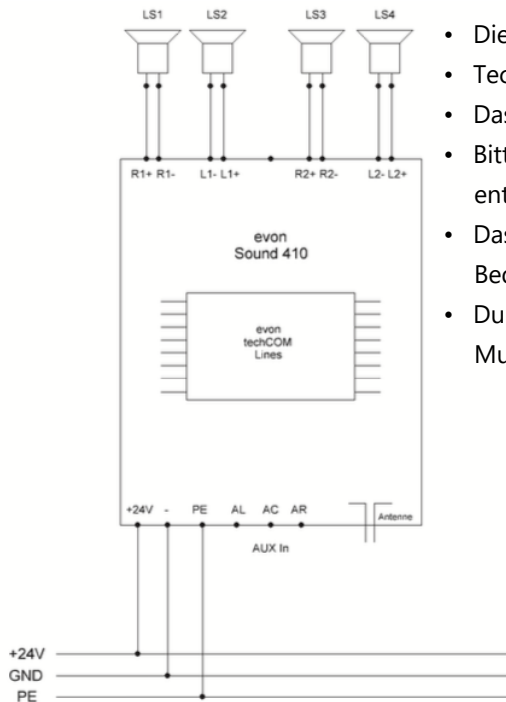 LS1 LS2 LS3 LS4
R1+ R1- L1- L1+ R2+ R2- L2- L2+
evon
Sound 410
evon
techCOM
Lines
+24V - PE AL AC AR
Antenne
AUX In
+24V
GND
PE
• Die
• Tec
• Das
• Bitt
ent
• Das
Bed
• Du
Mu